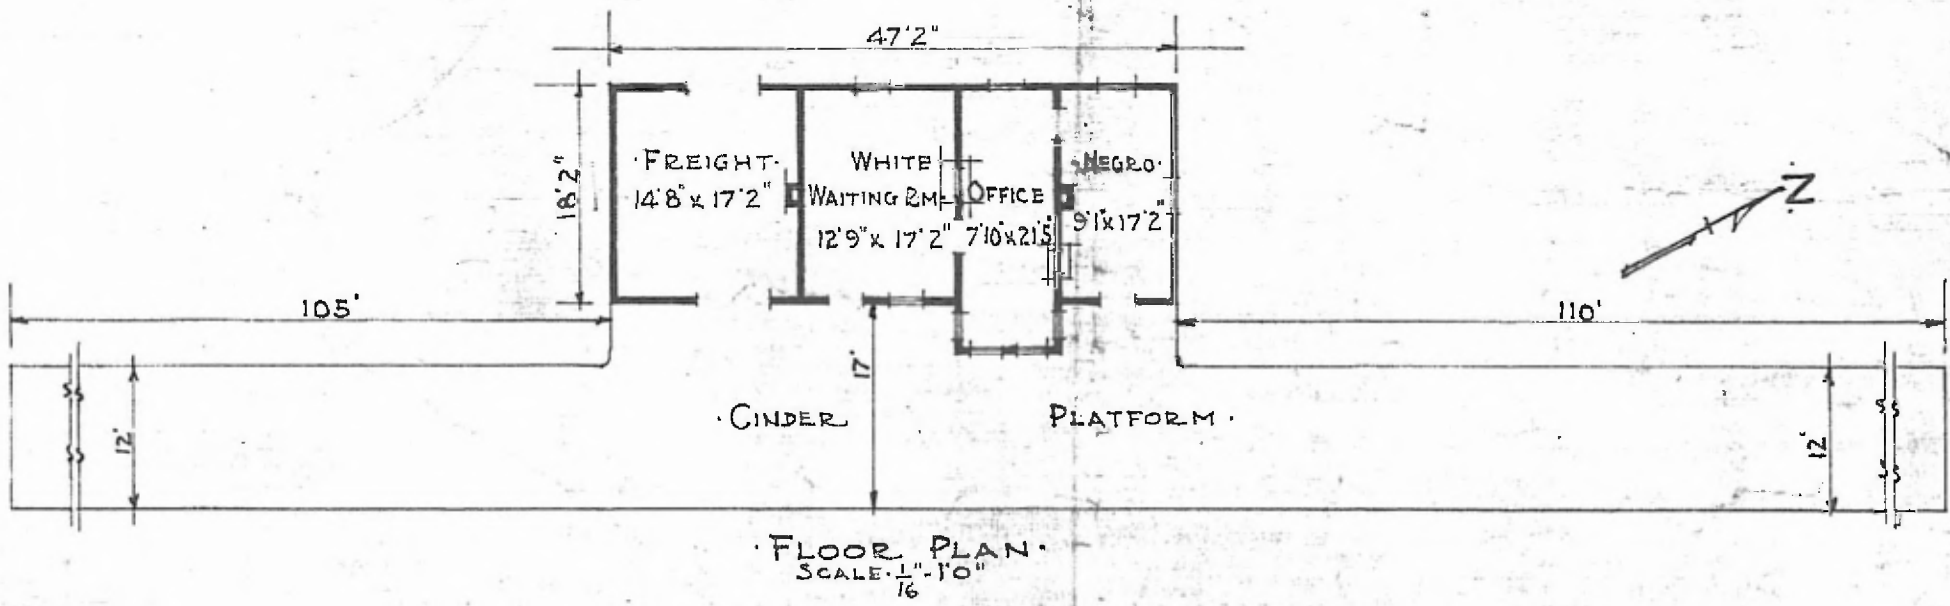 47'2"
18'2"
·FREIGHT·
14'8" x 17'2"
WHITE
WAITING RM.
12'9" x 17'2"
OFFICE
7'10" x 21'5"
·NEGRO·
9'1" x 17'2"
N
105'
110'
17'
12'
12'
·CINDER PLATFORM·
·FLOOR PLAN·
SCALE·1/16"-1'0"